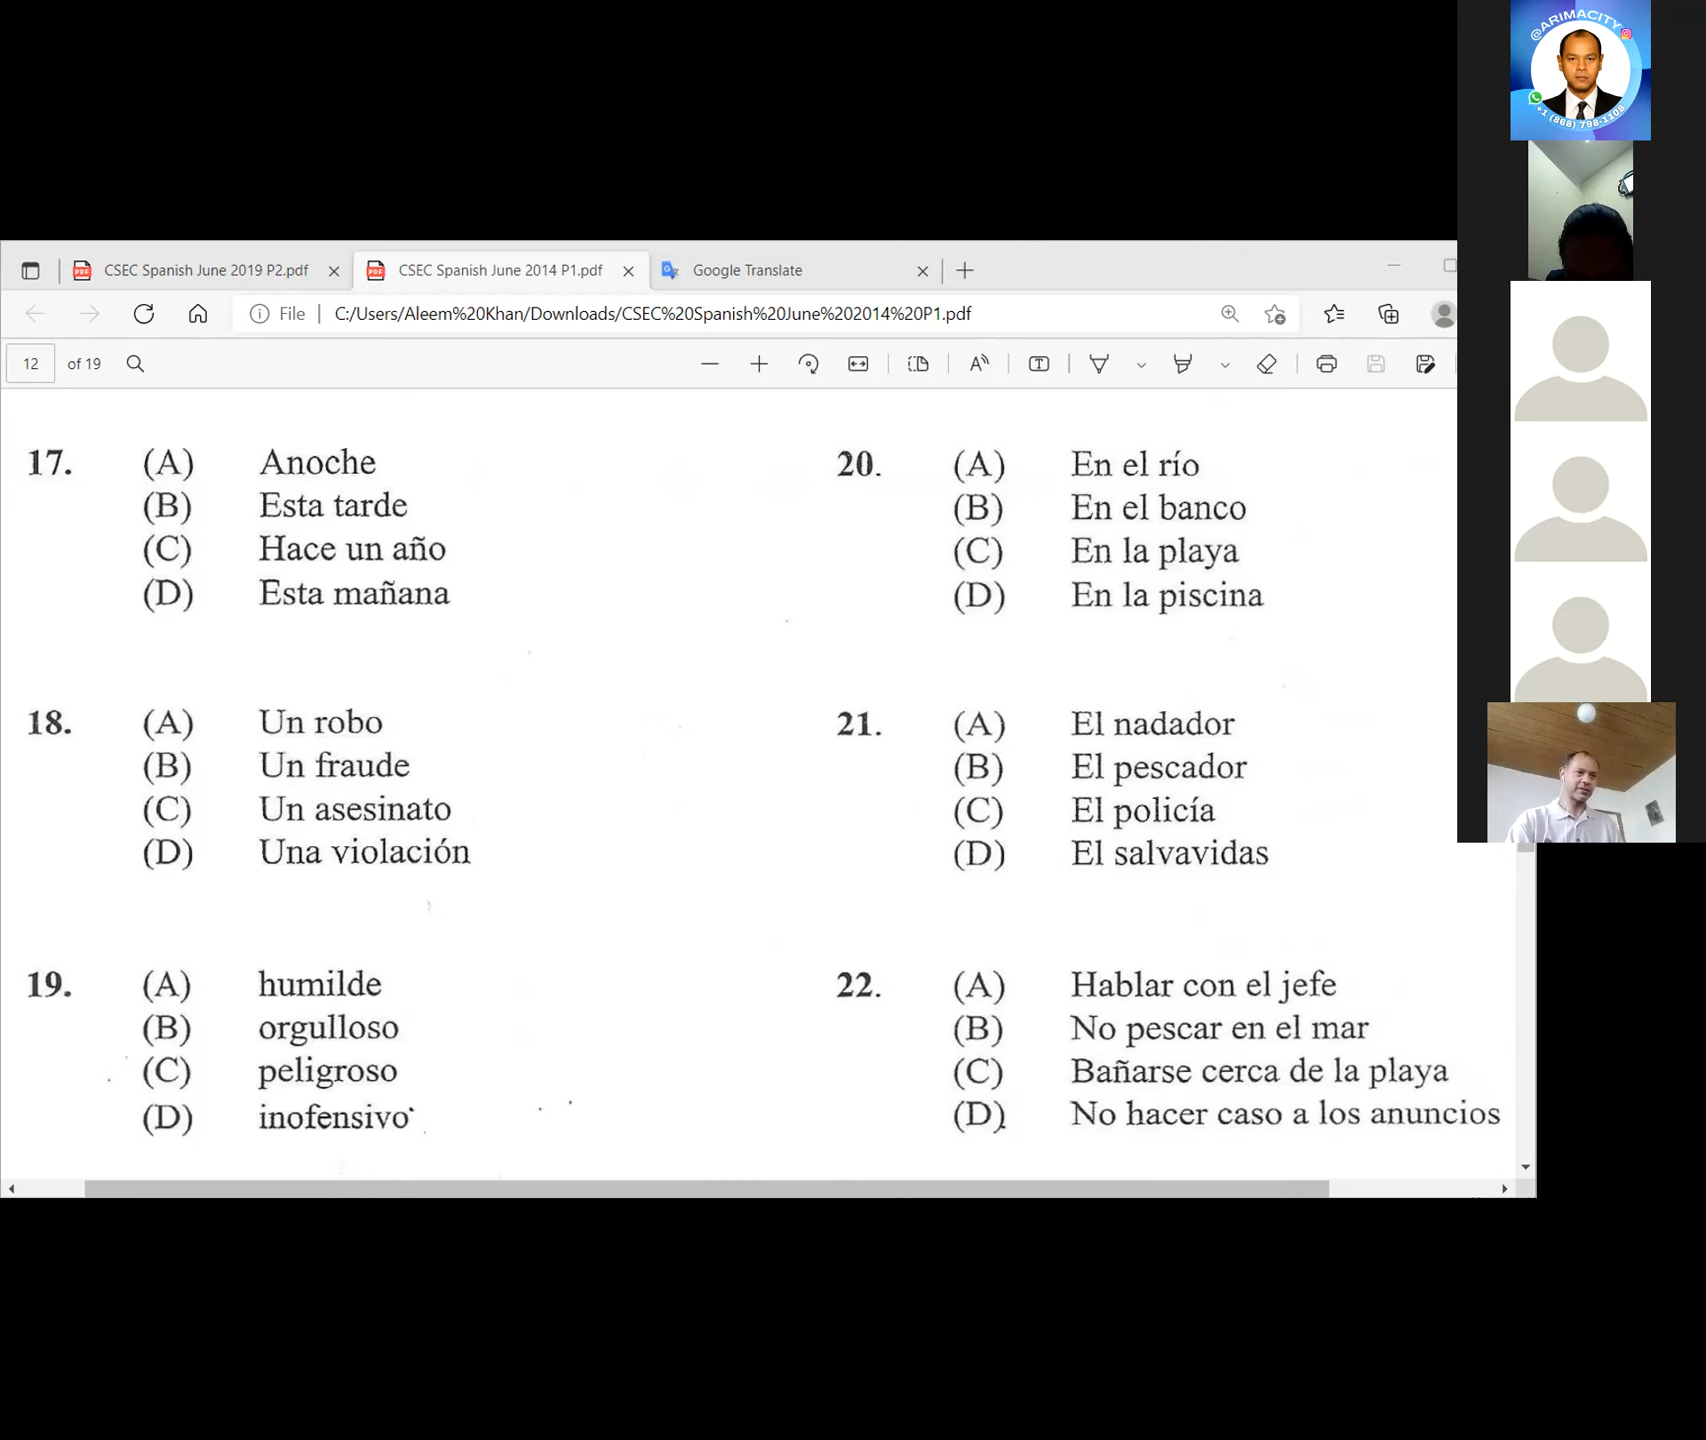 @ARIMACITY
+1 (868) 798-1108
CSEC Spanish June 2019 P2.pdf
CSEC Spanish June 2014 P1.pdf
Google Translate
File
C:/Users/Aleem%20Khan/Downloads/CSEC%20Spanish%20June%202014%20P1.pdf
12 of 19
17. (A) Anoche
(B) Esta tarde
(C) Hace un año
(D) Esta mañana
18. (A) Un robo
(B) Un fraude
(C) Un asesinato
(D) Una violación
19. (A) humilde
(B) orgulloso
(C) peligroso
(D) inofensivo
20. (A) En el río
(B) En el banco
(C) En la playa
(D) En la piscina
21. (A) El nadador
(B) El pescador
(C) El policía
(D) El salvavidas
22. (A) Hablar con el jefe
(B) No pescar en el mar
(C) Bañarse cerca de la playa
(D) No hacer caso a los anuncios